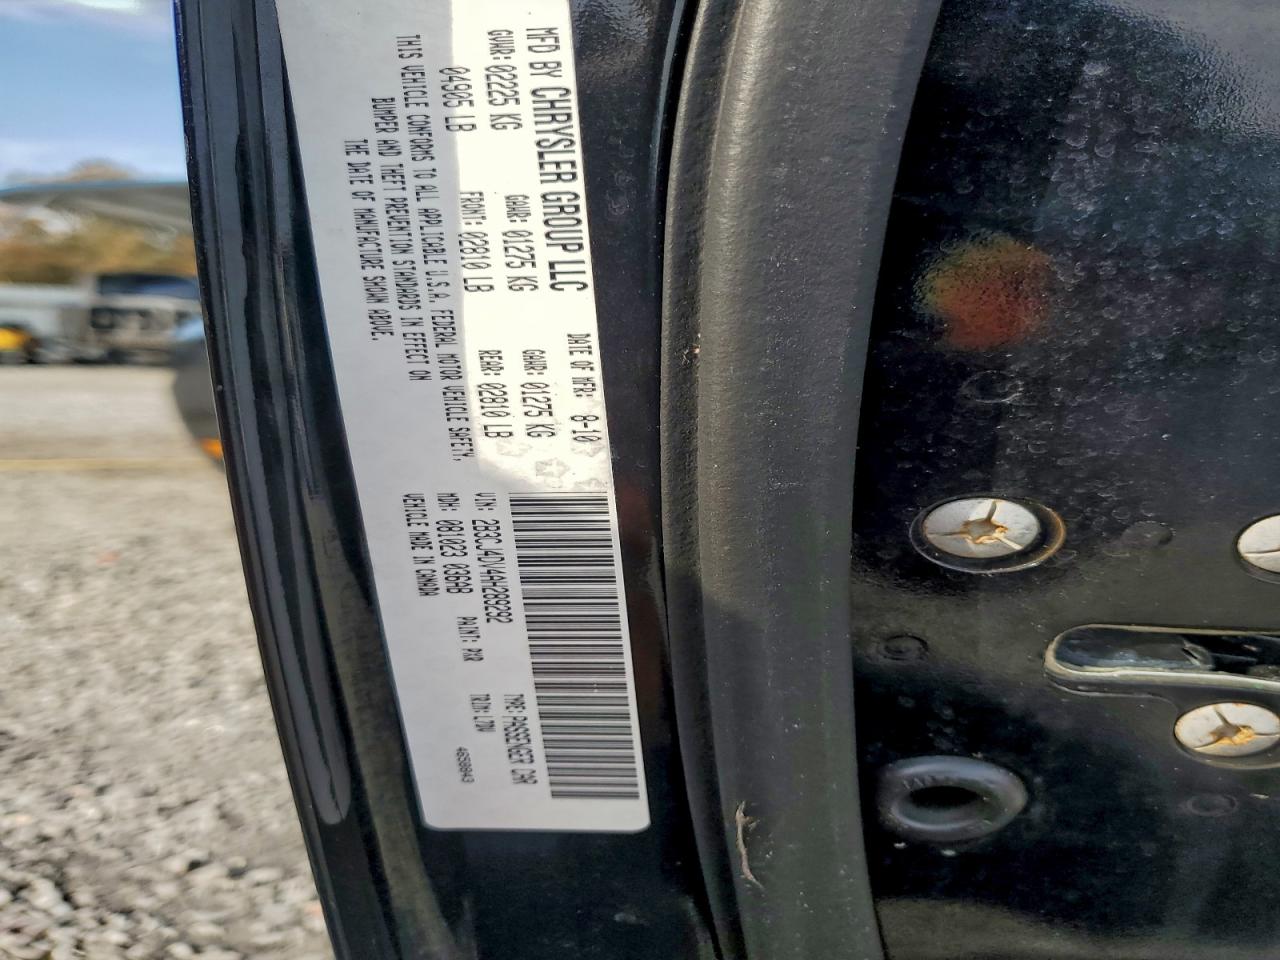 MFD BY CHRYSLER GROUP LLC
DATE OF MFR: 8-10
GVWR: 02225 KG
GAWR: 01275 KG
GAWR: 01275 KG
04905 LB
FRONT: 02810 LB
REAR: 02810 LB
THIS VEHICLE CONFORMS TO ALL APPLICABLE U.S.A. FEDERAL MOTOR VEHICLE SAFETY,
BUMPER AND THEFT PREVENTION STANDARDS IN EFFECT ON
THE DATE OF MANUFACTURE SHOWN ABOVE.
VIN: 2B3CJ4DV4AH289292
TYPE: PASSENGER CAR
MDH: 081023 036AB
PAINT: PXR
TRIM: LJDV
VEHICLE MADE IN CANADA